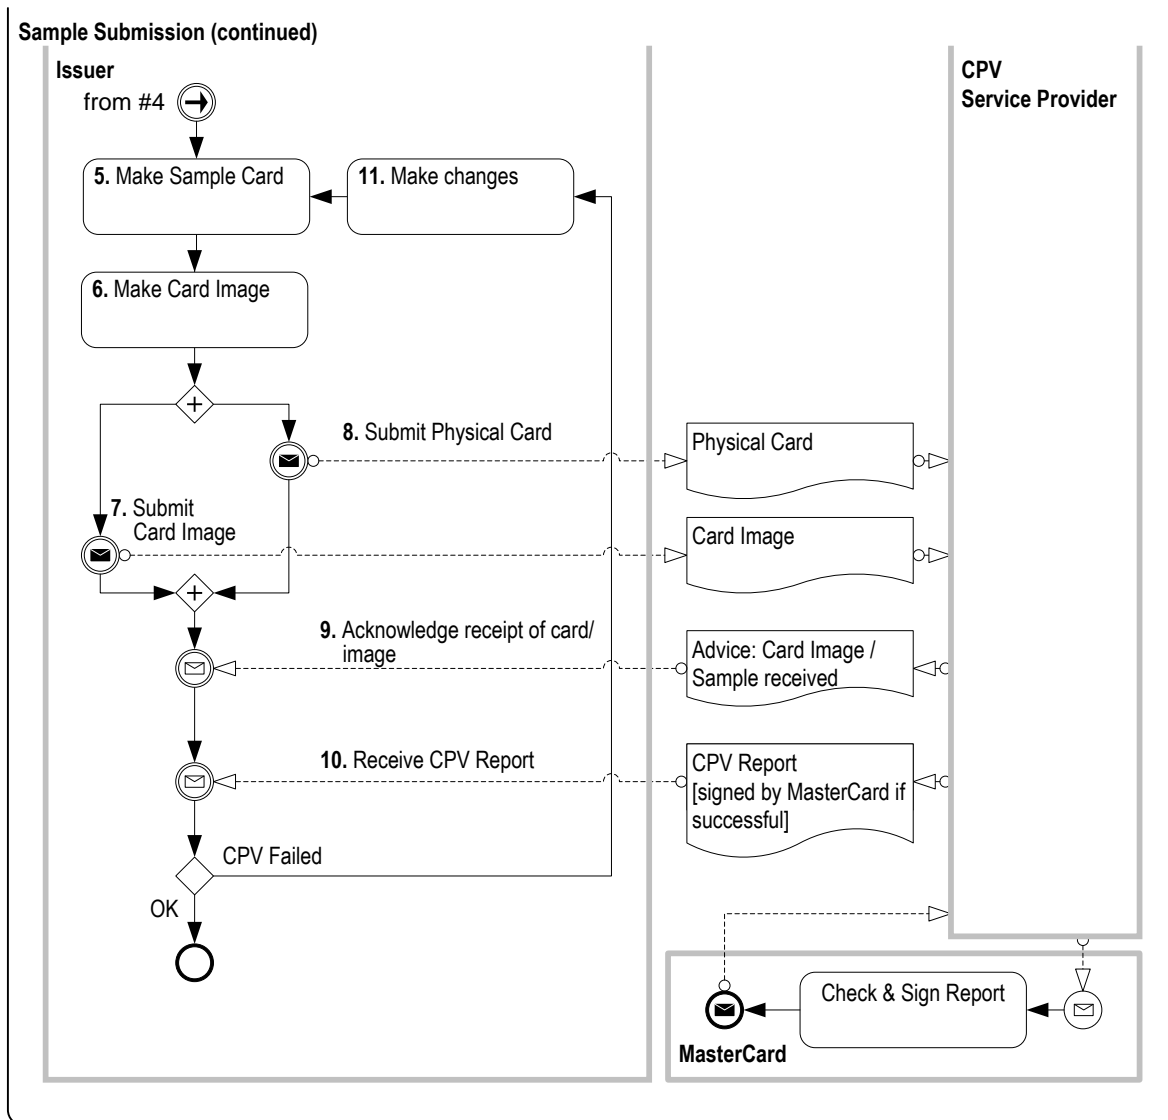 Sample Submission (continued)
Issuer
CPV
Service Provider
from #4
5. Make Sample Card
11. Make changes
6. Make Card Image
8. Submit Physical Card
Physical Card
7. Submit
Card Image
Card Image
9. Acknowledge receipt of card/
image
Advice: Card Image /
Sample received
10. Receive CPV Report
CPV Report
[signed by MasterCard if
successful]
CPV Failed
OK
Check & Sign Report
MasterCard